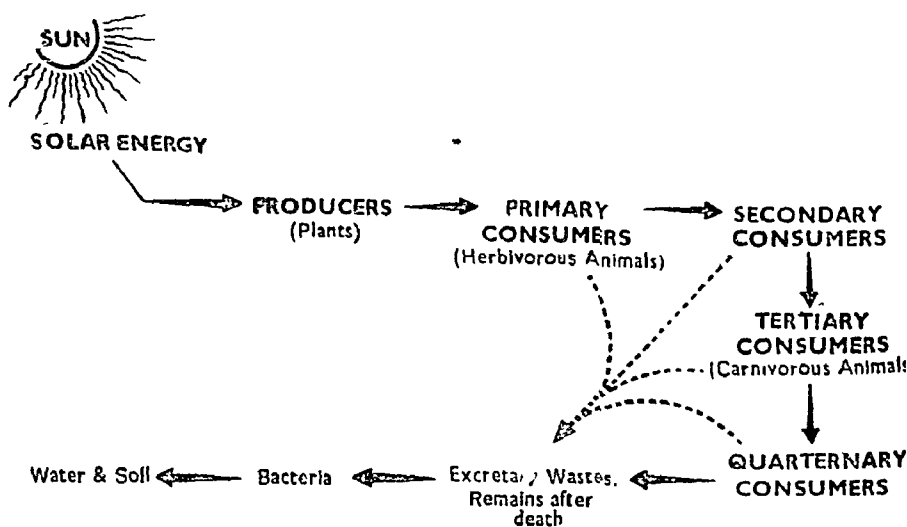 SUN
SOLAR ENERGY
PRODUCERS
(Plants)
PRIMARY
CONSUMERS
(Herbivorous Animals)
SECONDARY
CONSUMERS
TERTIARY
CONSUMERS
(Carnivorous Animals
QUARTERNARY
CONSUMERS
Excretary Wastes,
Remains after
death
Bacteria
Water & Soil